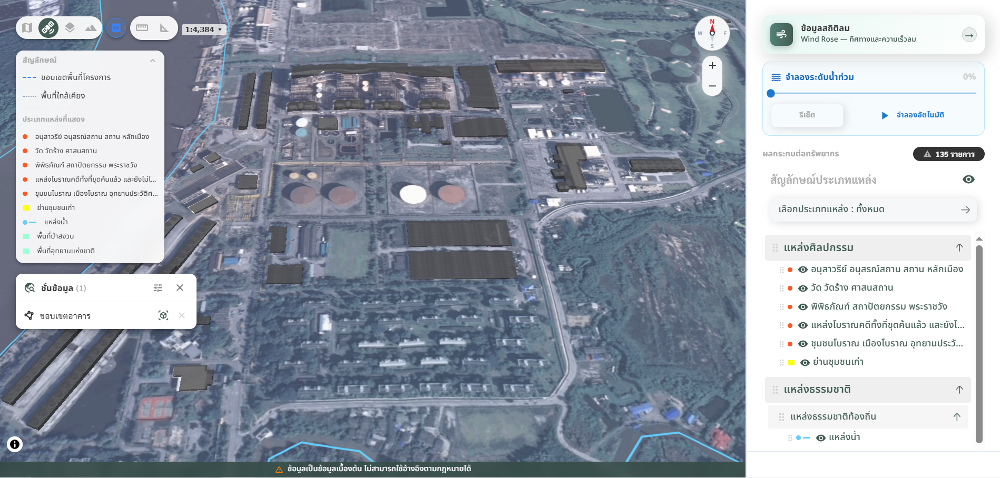 1:4,384
N
W
E
S
+
−
สัญลักษณ์
ขอบเขตพื้นที่โครงการ
พื้นที่ใกล้เคียง
ประเภทแหล่งที่แสดง
อนุสาวรีย์ อนุสรณ์สถาน สถาน หลักเมือง
วัด วัดร้าง ศาสนสถาน
พิพิธภัณฑ์ สถาปัตยกรรม พระราชวัง
แหล่งโบราณคดีทั้งที่ขุดค้นแล้ว และยังไม่ไ...
ชุมชนโบราณ เมืองโบราณ อุทยานประวัติศ...
ย่านชุมชนเก่า
แหล่งน้ำ
พื้นที่ป่าสงวน
พื้นที่อุทยานแห่งชาติ
ชั้นข้อมูล (1)
ขอบเขตอาคาร
ข้อมูลเป็นข้อมูลเบื้องต้น ไม่สามารถใช้อ้างอิงตามกฎหมายได้
ข้อมูลสถิติลม
Wind Rose — ทิศทางและความเร็วลม
จำลองระดับน้ำท่วม 0%
รีเซ็ต จำลองอัตโนมัติ
ผลกระทบต่อทรัพยากร 135 รายการ
สัญลักษณ์ประเภทแหล่ง
เลือกประเภทแหล่ง : ทั้งหมด
แหล่งศิลปกรรม
อนุสาวรีย์ อนุสรณ์สถาน สถาน หลักเมือง
วัด วัดร้าง ศาสนสถาน
พิพิธภัณฑ์ สถาปัตยกรรม พระราชวัง
แหล่งโบราณคดีทั้งที่ขุดค้นแล้ว และยังไ...
ชุมชนโบราณ เมืองโบราณ อุทยานประวั...
ย่านชุมชนเก่า
แหล่งธรรมชาติ
แหล่งธรรมชาติท้องถิ่น
แหล่งน้ำ